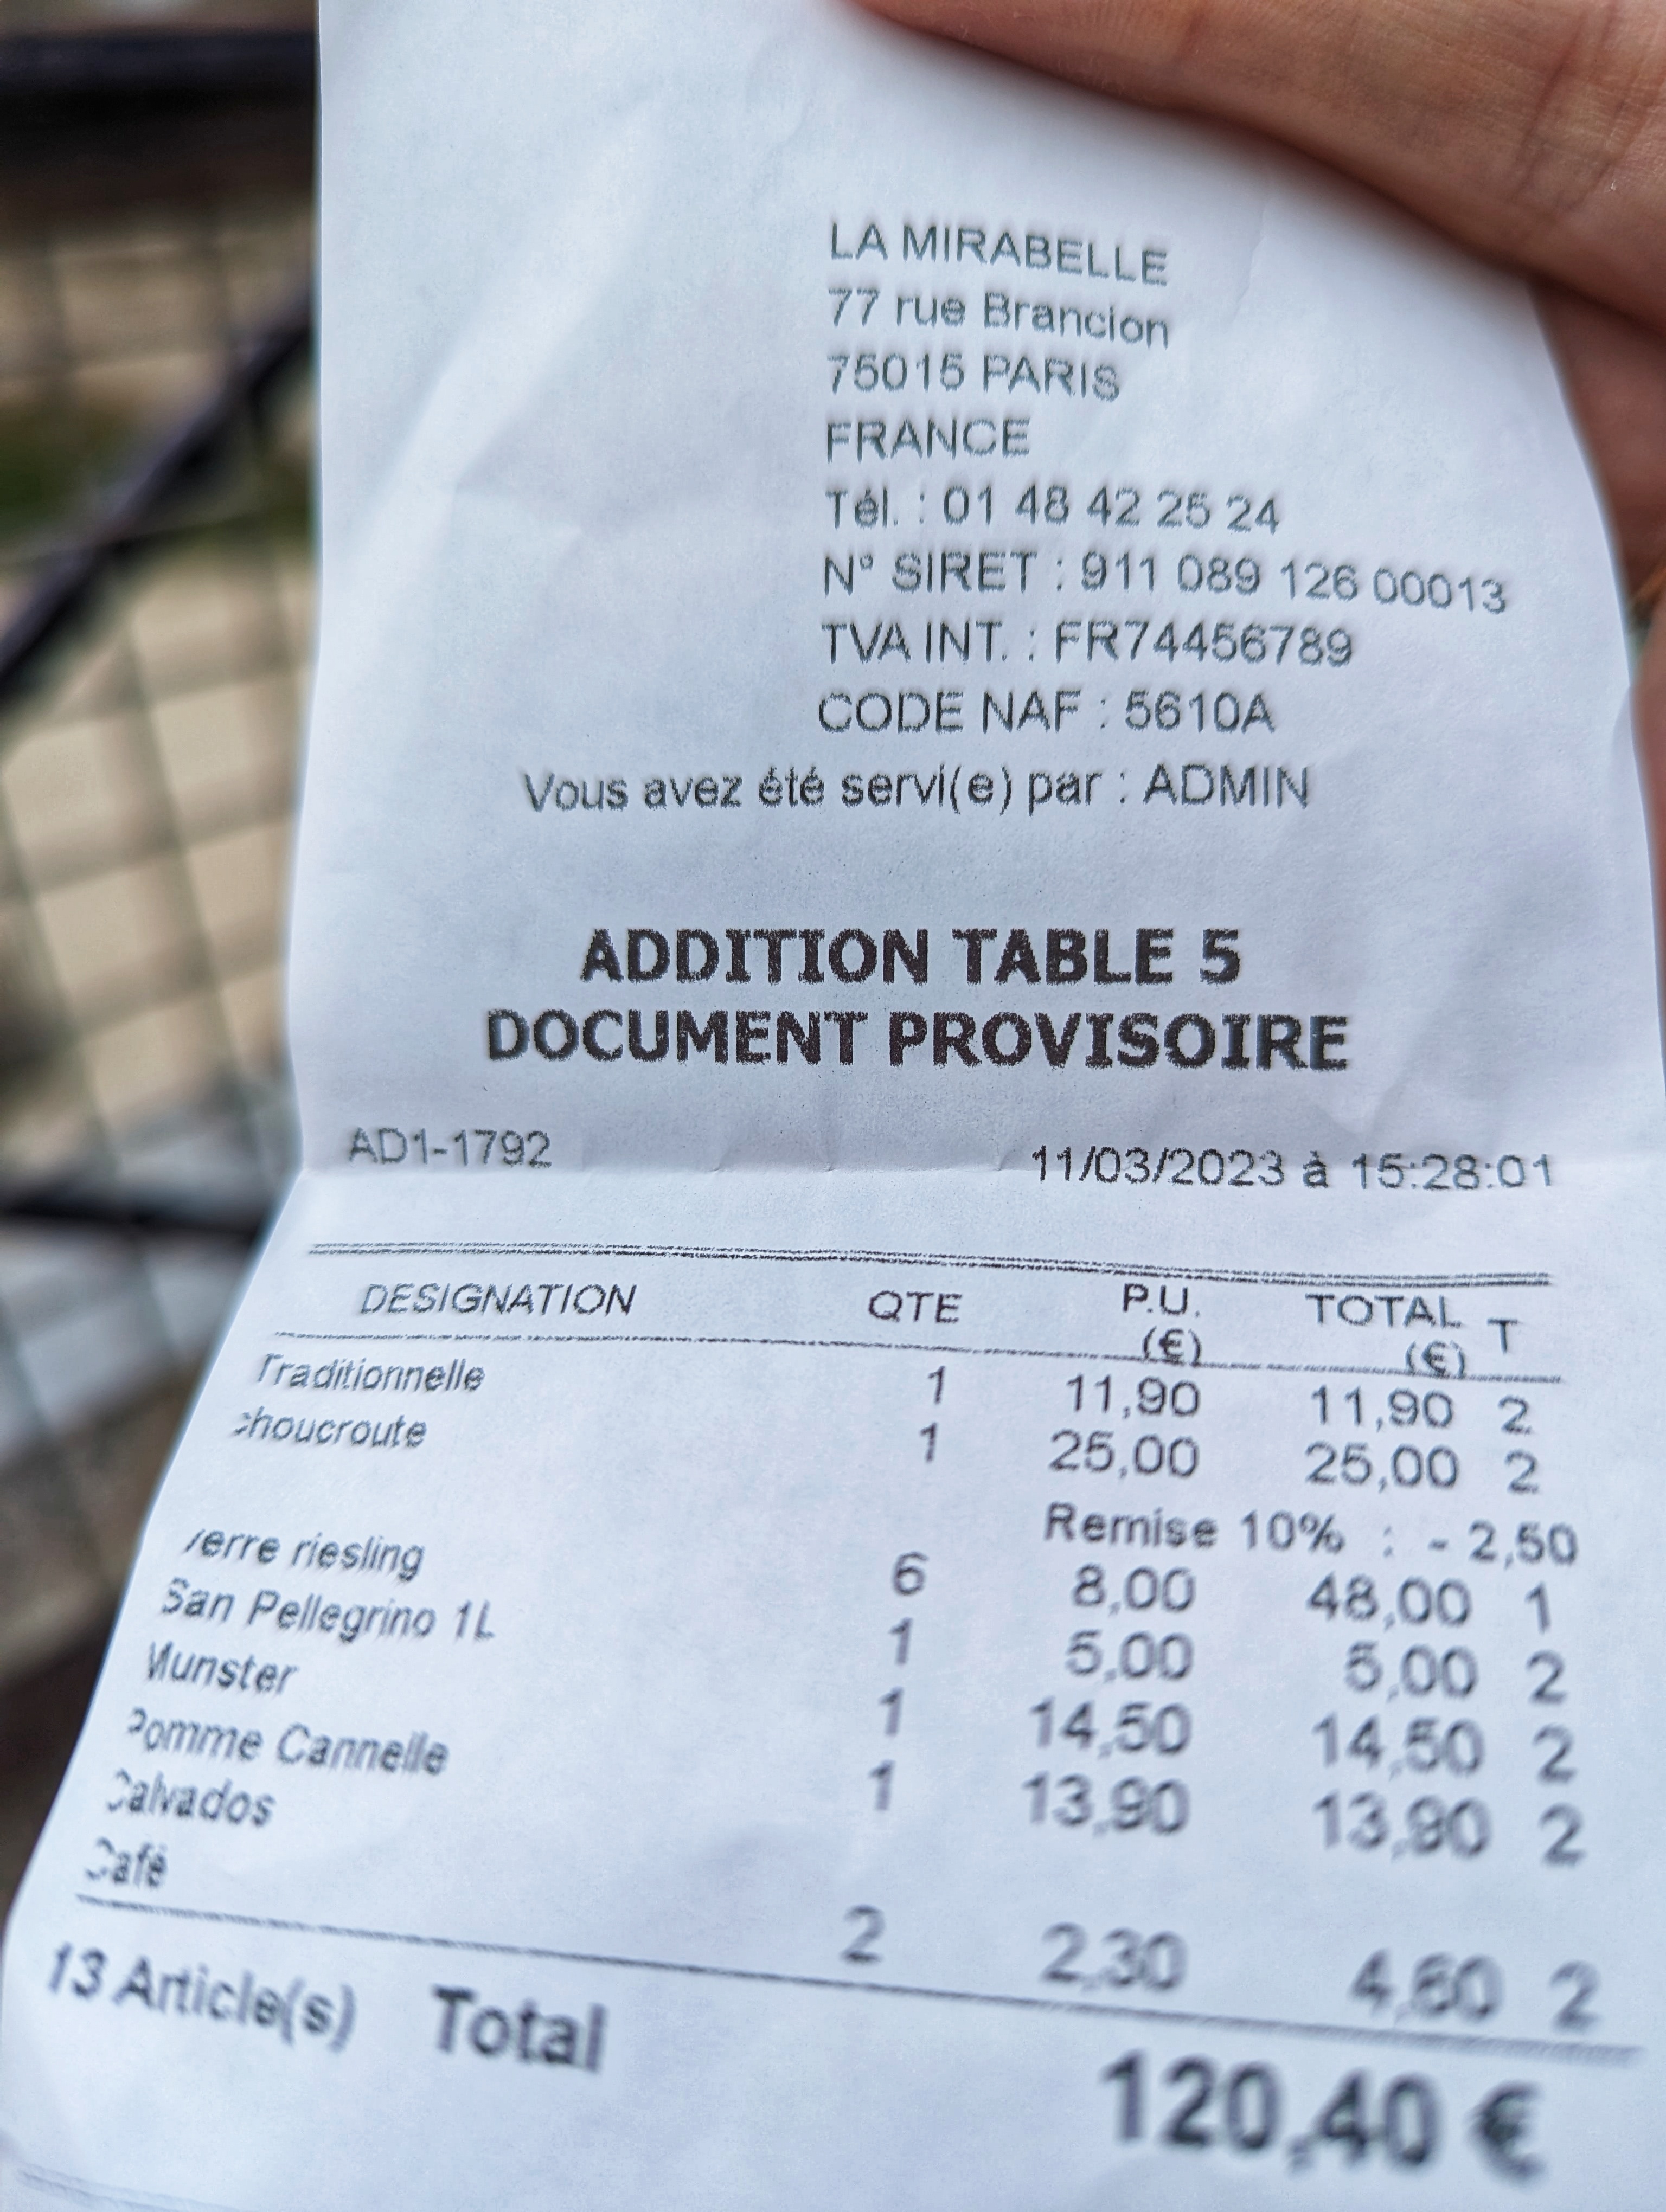 LA MIRABELLE
77 rue Brancion
75015 PARIS
FRANCE
Tél. : 01 48 42 25 24
N° SIRET : 911 089 126 00013
TVA INT. : FR74456789
CODE NAF : 5610A
Vous avez été servi(e) par : ADMIN
ADDITION TABLE 5
DOCUMENT PROVISOIRE
AD1-1792 11/03/2023 à 15:28:01
DESIGNATION QTE P.U. (€) TOTAL (€) T
Traditionnelle 1 11,90 11,90 2
choucroute 1 25,00 25,00 2
Remise 10% : - 2,50
Verre riesling 6 8,00 48,00 1
San Pellegrino 1L 1 5,00 5,00 2
Munster 1 14,50 14,50 2
Pomme Cannelle 1 13,90 13,90 2
Calvados
Café 2 2,30 4,60 2
13 Article(s) Total 120,40 €